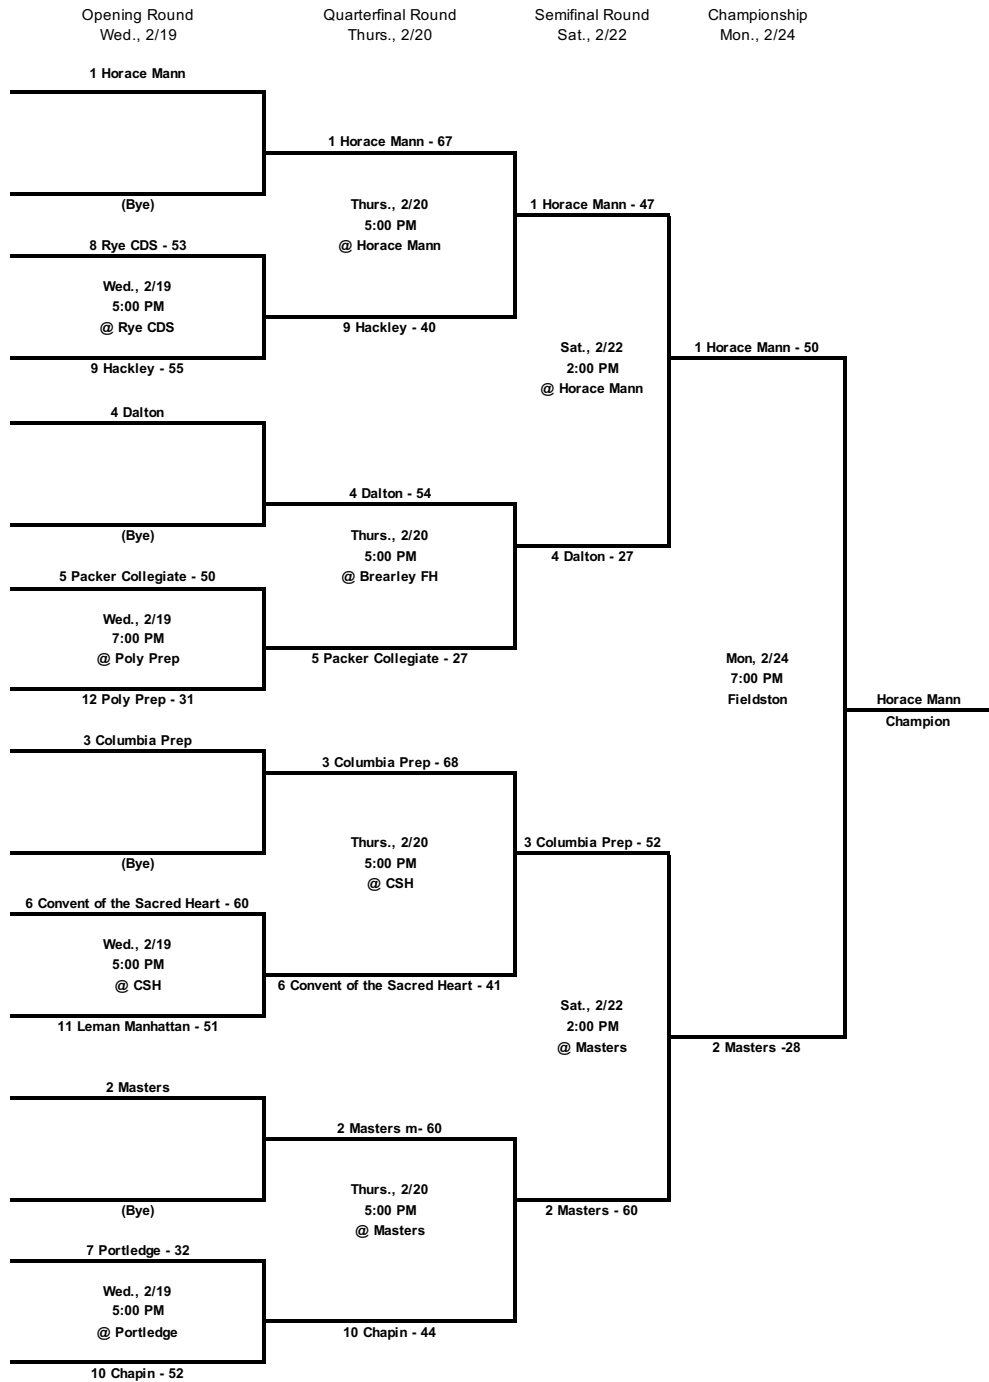 Opening Round
Wed., 2/19
Quarterfinal Round
Thurs., 2/20
Semifinal Round
Sat., 2/22
Championship
Mon., 2/24
1 Horace Mann
(Bye)
8 Rye CDS - 53
Wed., 2/19
5:00 PM
@ Rye CDS
9 Hackley - 55
4 Dalton
(Bye)
5 Packer Collegiate - 50
Wed., 2/19
7:00 PM
@ Poly Prep
12 Poly Prep - 31
3 Columbia Prep
(Bye)
6 Convent of the Sacred Heart - 60
Wed., 2/19
5:00 PM
@ CSH
11 Leman Manhattan - 51
2 Masters
(Bye)
7 Portledge - 32
Wed., 2/19
5:00 PM
@ Portledge
10 Chapin - 52
1 Horace Mann - 67
Thurs., 2/20
5:00 PM
@ Horace Mann
9 Hackley - 40
4 Dalton - 54
Thurs., 2/20
5:00 PM
@ Brearley FH
5 Packer Collegiate - 27
3 Columbia Prep - 68
Thurs., 2/20
5:00 PM
@ CSH
6 Convent of the Sacred Heart - 41
2 Masters m- 60
Thurs., 2/20
5:00 PM
@ Masters
10 Chapin - 44
1 Horace Mann - 47
Sat., 2/22
2:00 PM
@ Horace Mann
4 Dalton - 27
3 Columbia Prep - 52
Sat., 2/22
2:00 PM
@ Masters
2 Masters - 60
1 Horace Mann - 50
Mon, 2/24
7:00 PM
Fieldston
2 Masters -28
Horace Mann
Champion